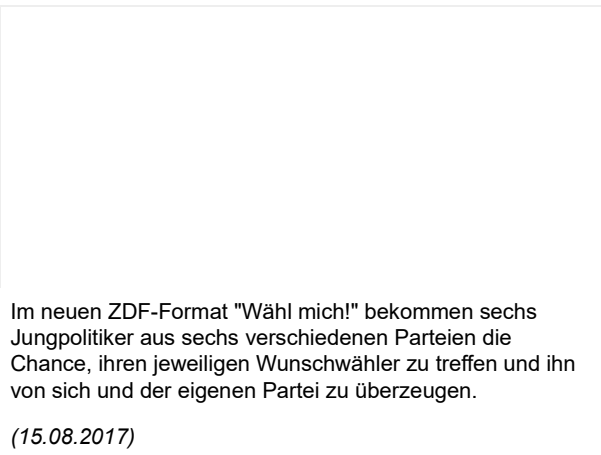 Im neuen ZDF-Format "Wähl mich!" bekommen sechs
Jungpolitiker aus sechs verschiedenen Parteien die
Chance, ihren jeweiligen Wunschwähler zu treffen und ihn
von sich und der eigenen Partei zu überzeugen.
(15.08.2017)